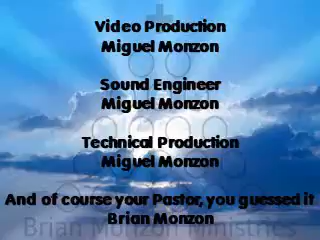 Video Production
Miguel Monzon
Sound Engineer
Miguel Monzon
Technical Production
Miguel Monzon
And of course your Pastor, you guessed it
Brian Monzon
Brian Monzon Ministries